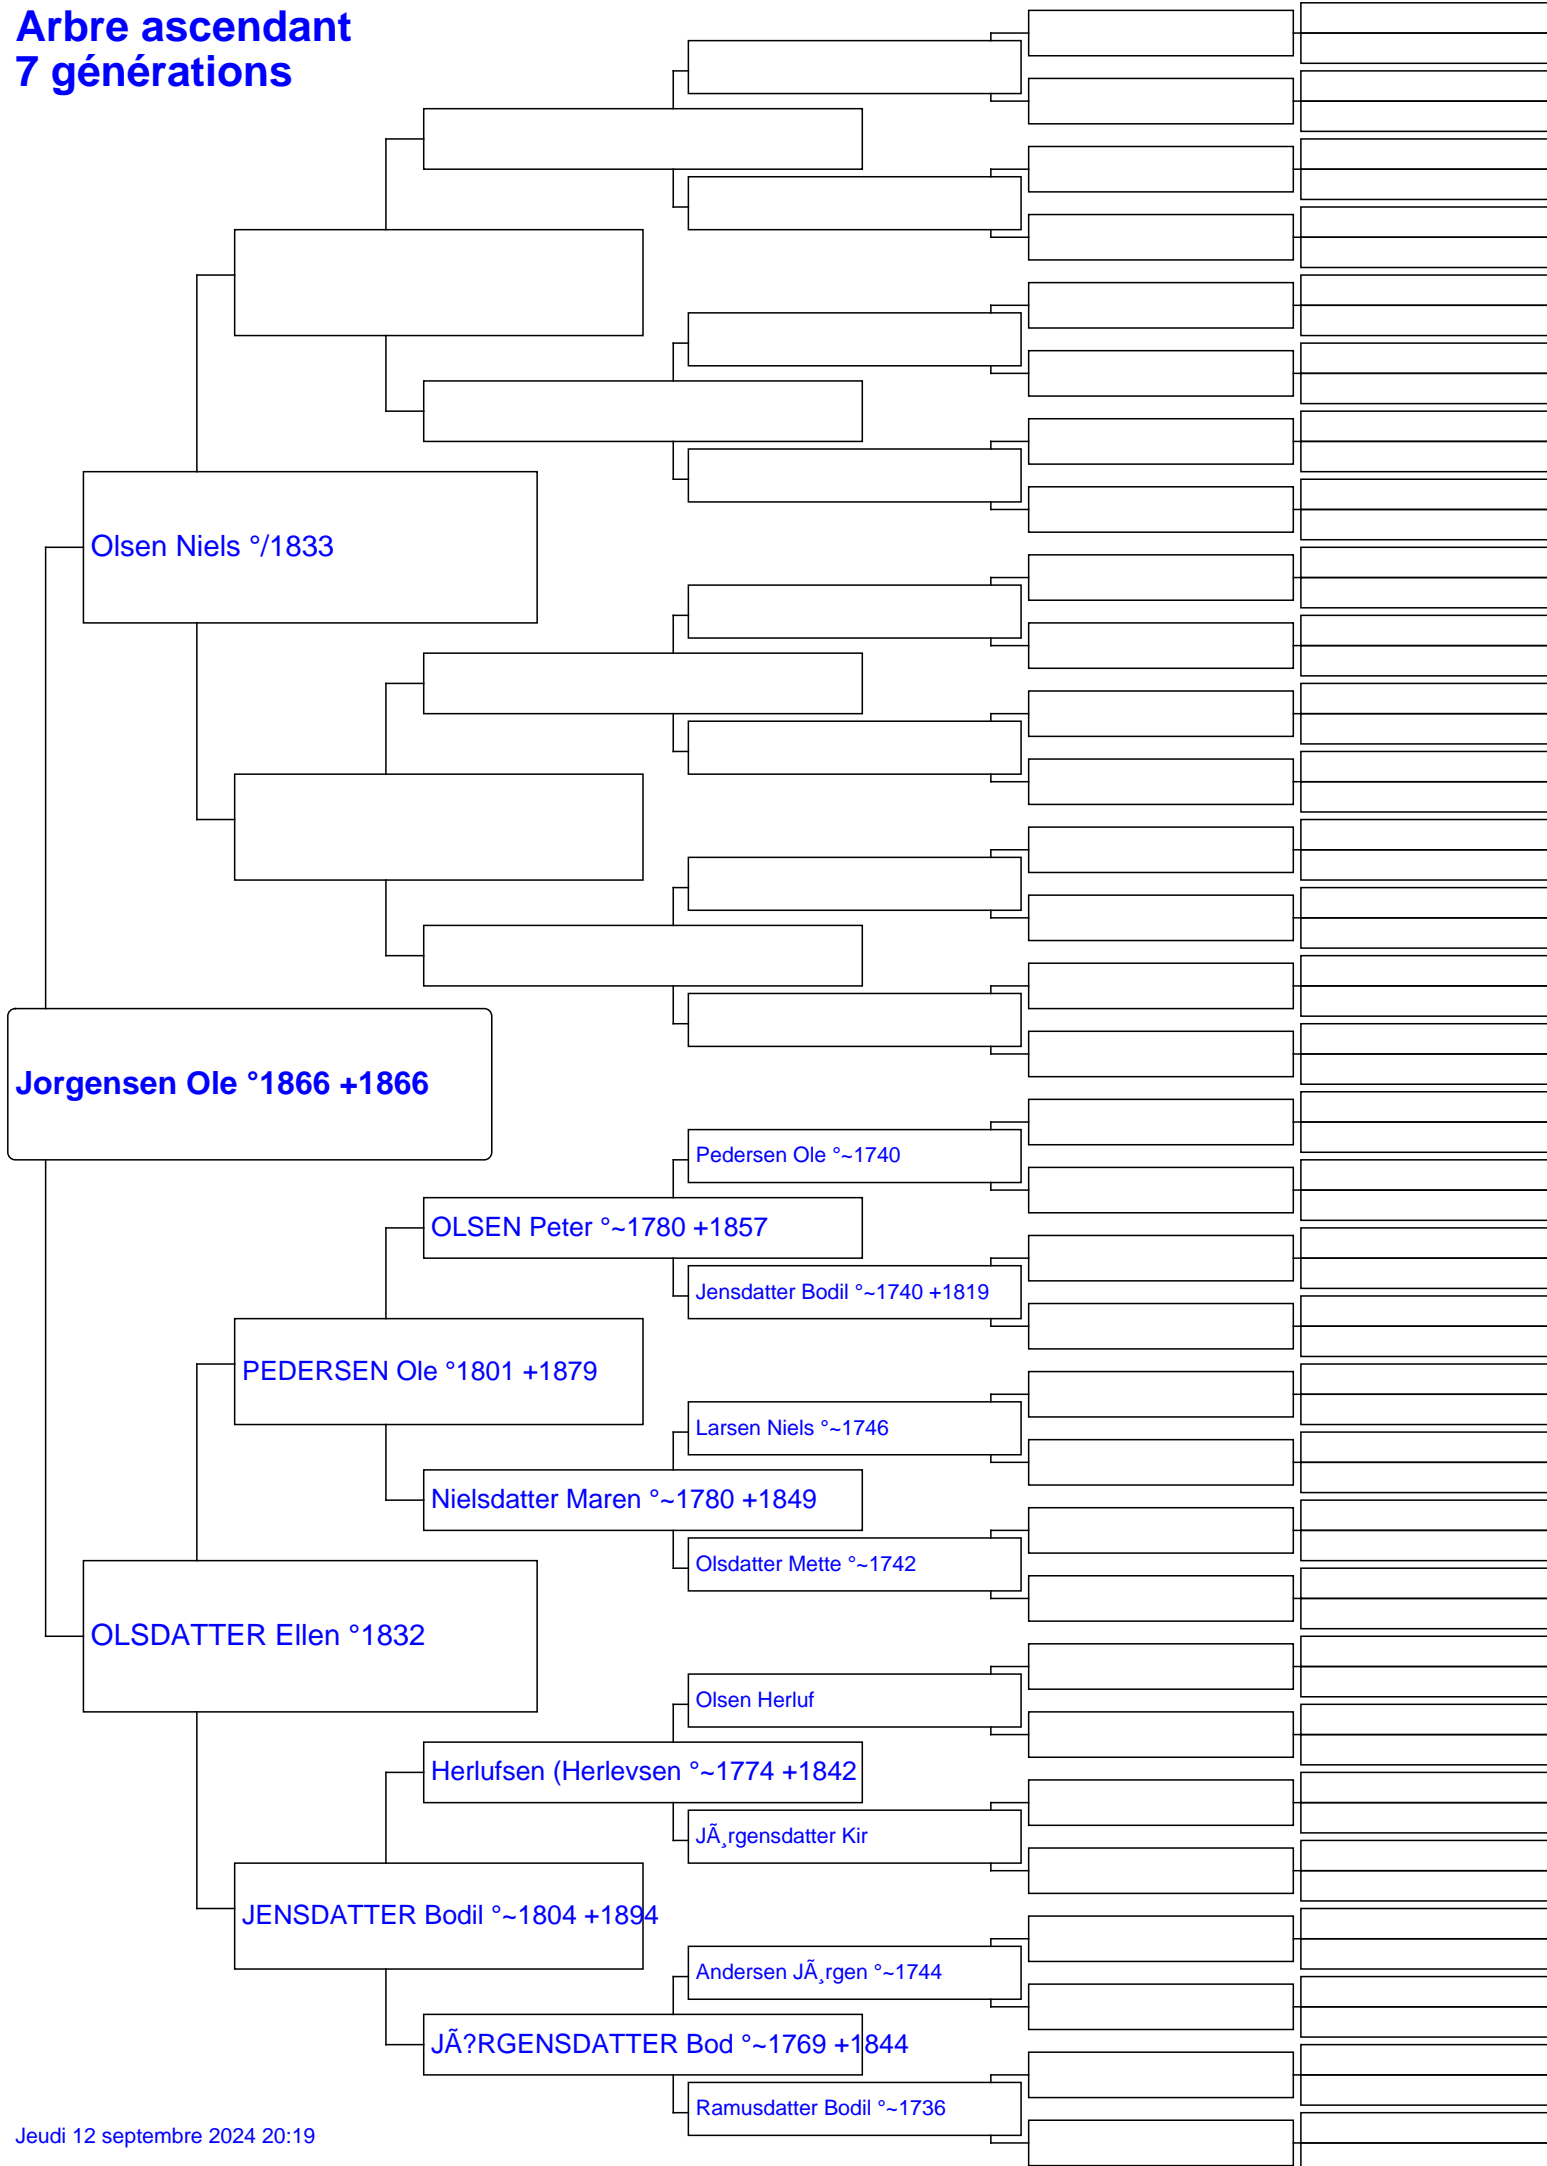 Arbre ascendant
7 générations
Olsen Niels °/1833
Jorgensen Ole °1866 +1866
Pedersen Ole °~1740
OLSEN Peter °~1780 +1857
Jensdatter Bodil °~1740 +1819
PEDERSEN Ole °1801 +1879
Larsen Niels °~1746
Nielsdatter Maren °~1780 +1849
Olsdatter Mette °~1742
OLSDATTER Ellen °1832
Olsen Herluf
Herlufsen (Herlevsen °~1774 +1842
JÃ¸rgensdatter Kir
JENSDATTER Bodil °~1804 +1894
Andersen JÃ¸rgen °~1744
JÃ?RGENSDATTER Bod °~1769 +1844
Ramusdatter Bodil °~1736
Jeudi 12 septembre 2024 20:19